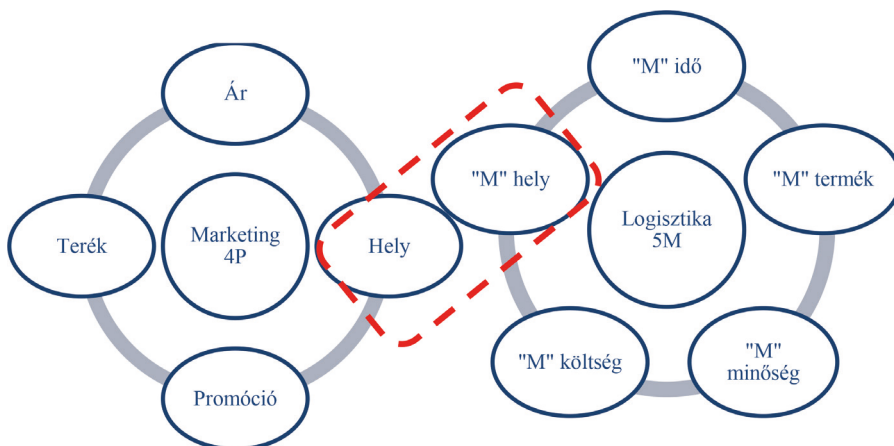 Ár
Terék
Marketing
4P
Hely
Promóció
"M" idő
"M" hely
"M" termék
Logisztika
5M
"M" költség
"M"
minőség